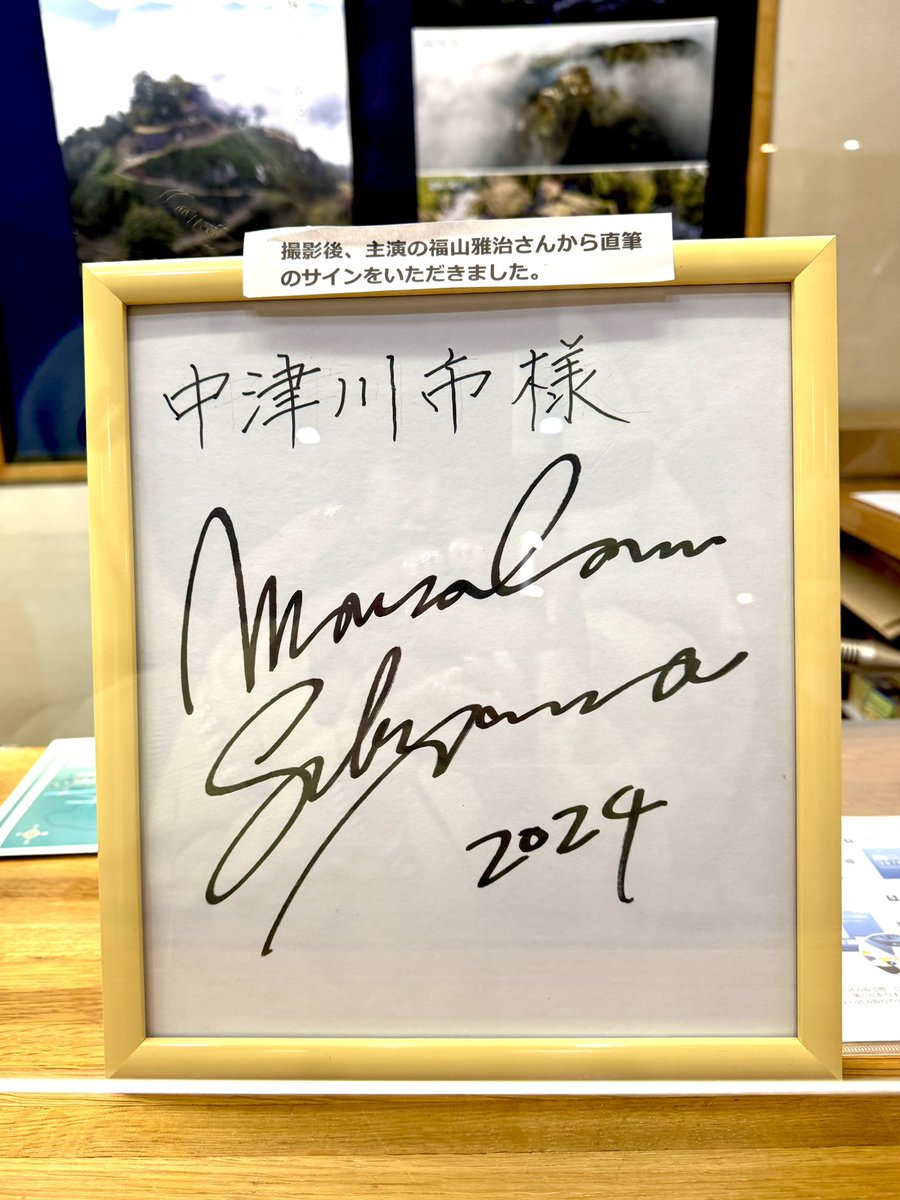 撮影後、主演の福山雅治さんから直筆
のサインをいただきました。
中津川市様
Masaharu
Fukuyama
2024